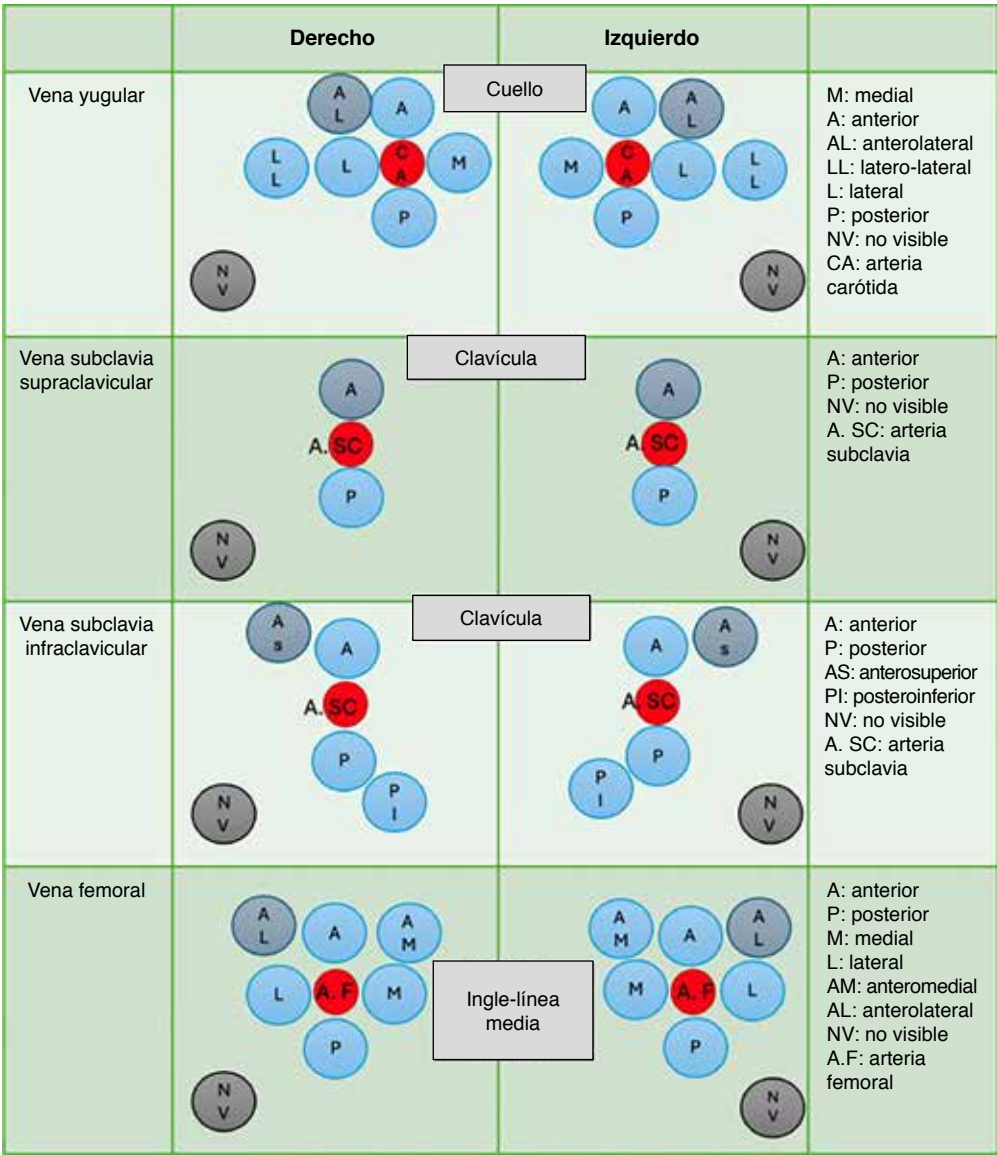 Derecho
Izquierdo
Vena yugular
Cuello
A
L
A
L
L
L
C
A
M
P
N
V
A
A
L
M
C
A
L
L
L
P
N
V
M: medial
A: anterior
AL: anterolateral
LL: latero-lateral
L: lateral
P: posterior
NV: no visible
CA: arteria
carótida
Vena subclavia
supraclavicular
Clavícula
A
A. SC
P
N
V
A
A. SC
P
N
V
A: anterior
P: posterior
NV: no visible
A. SC: arteria
subclavia
Vena subclavia
infraclavicular
Clavícula
A
s
A
A. SC
P
P
I
N
V
A
A
s
A. SC
P
P
I
N
V
A: anterior
P: posterior
AS: anterosuperior
PI: posteroinferior
NV: no visible
A. SC: arteria
subclavia
Vena femoral
Ingle-línea
media
A
L
A
A
M
L
A. F
M
P
N
V
A
M
A
A
L
M
A. F
L
P
N
V
A: anterior
P: posterior
M: medial
L: lateral
AM: anteromedial
AL: anterolateral
NV: no visible
A.F: arteria
femoral